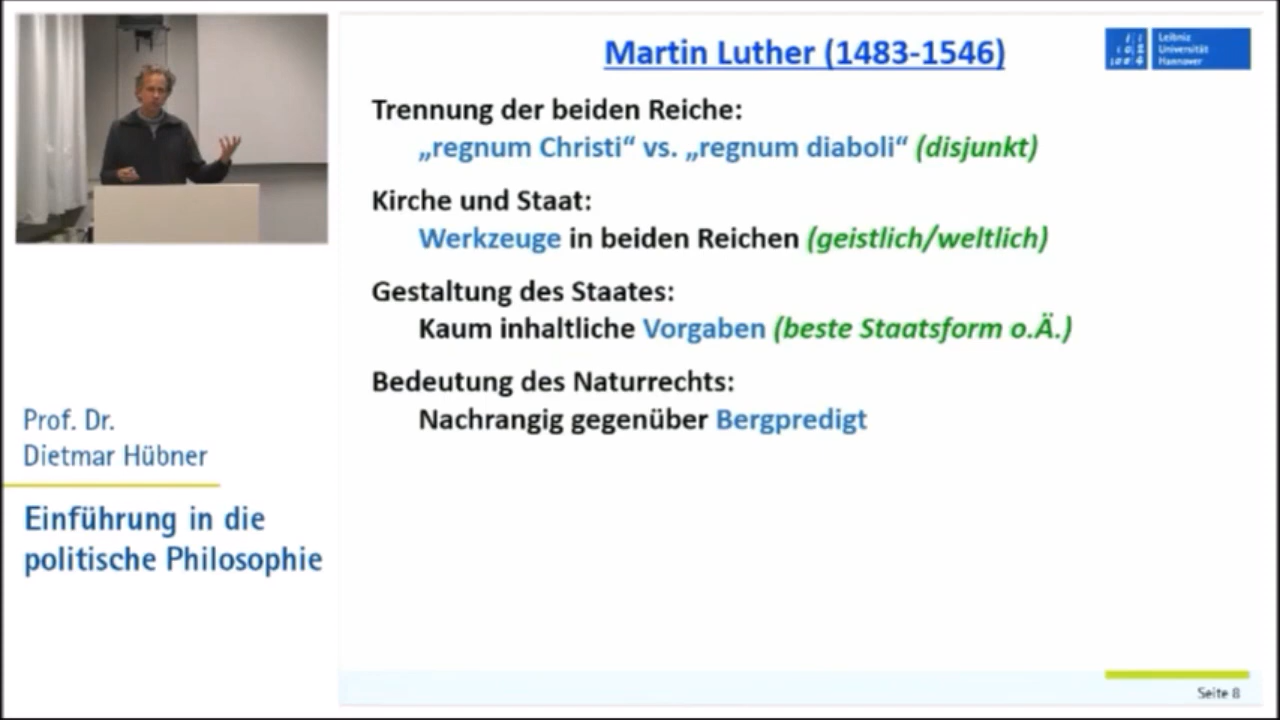 Martin Luther (1483-1546)
Leibniz
Universität
Hannover
Trennung der beiden Reiche:
„regnum Christi“ vs. „regnum diaboli“ (disjunkt)
Kirche und Staat:
Werkzeuge in beiden Reichen (geistlich/weltlich)
Gestaltung des Staates:
Kaum inhaltliche Vorgaben (beste Staatsform o.Ä.)
Bedeutung des Naturrechts:
Nachrangig gegenüber Bergpredigt
Prof. Dr.
Dietmar Hübner
Einführung in die
politische Philosophie
Seite 8